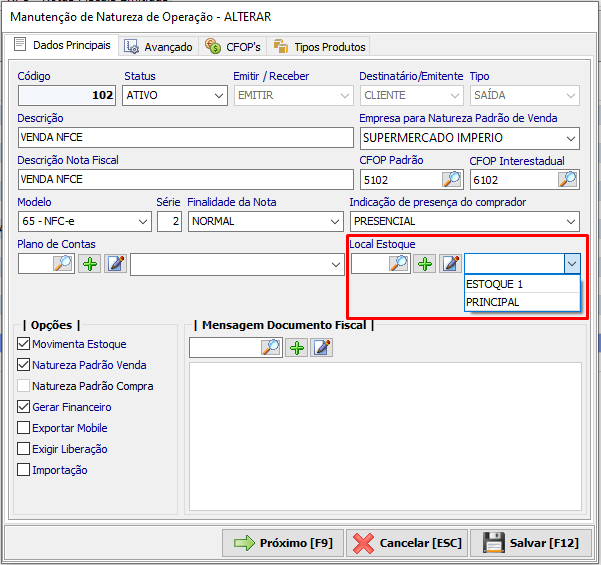 Manutenção de Natureza de Operação - ALTERAR
Dados Principais Avançado CFOP's Tipos Produtos
Código Status Emitir / Receber Destinatário/Emitente Tipo
102 ATIVO EMITIR CLIENTE SAÍDA
Descrição Empresa para Natureza Padrão de Venda
VENDA NFCE SUPERMERCADO IMPERIO
Descrição Nota Fiscal CFOP Padrão CFOP Interestadual
VENDA NFCE 5102 6102
Modelo Série Finalidade da Nota Indicação de presença do comprador
65 - NFC-e 2 NORMAL PRESENCIAL
Plano de Contas Local Estoque
ESTOQUE 1
PRINCIPAL
| Opções | | Mensagem Documento Fiscal |
Movimenta Estoque
Natureza Padrão Venda
Natureza Padrão Compra
Gerar Financeiro
Exportar Mobile
Exigir Liberação
Importação
Próximo [F9] Cancelar [ESC] Salvar [F12]